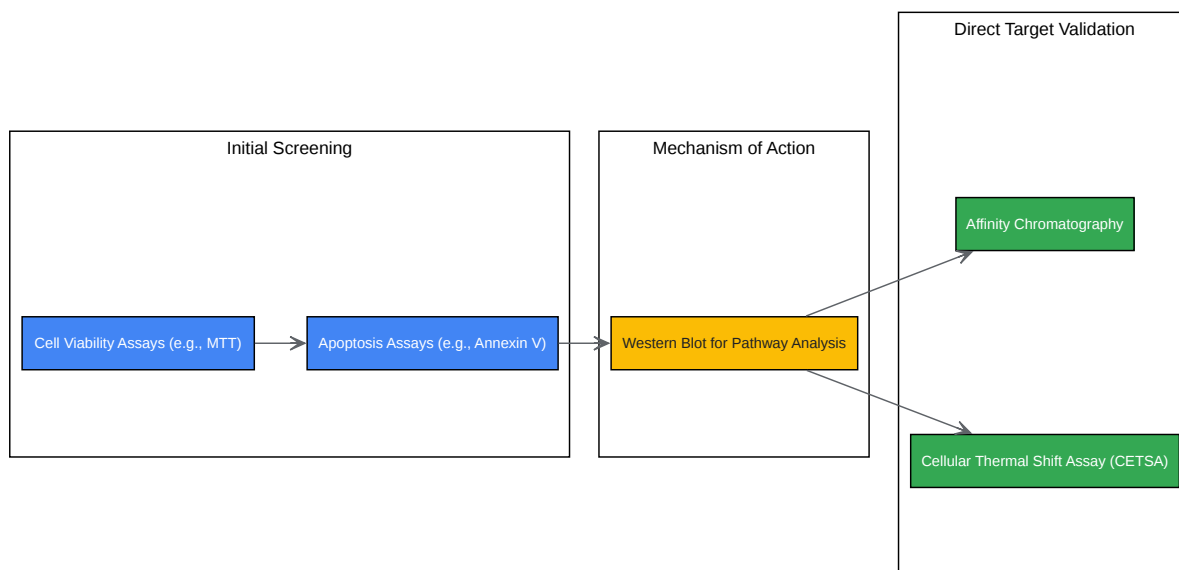 Initial Screening
Cell Viability Assays (e.g., MTT)
Apoptosis Assays (e.g., Annexin V)
Mechanism of Action
Western Blot for Pathway Analysis
Direct Target Validation
Affinity Chromatography
Cellular Thermal Shift Assay (CETSA)